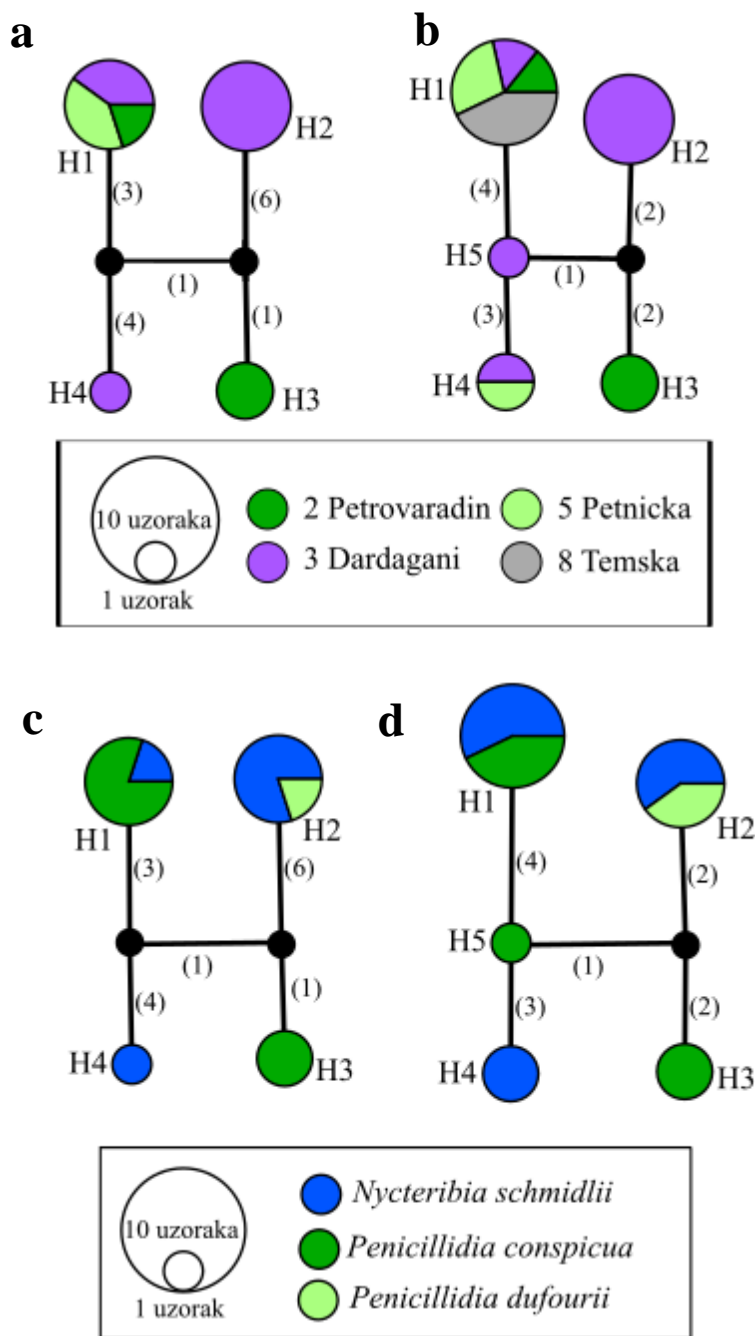 a
b
H1
H2
H1
H2
(3)
(6)
(4)
(2)
H5
(1)
(1)
(4)
(1)
(3)
(2)
H4
H3
H4
H3
10 uzoraka
1 uzorak
2 Petrovaradin
5 Petnicka
3 Dardagani
8 Temska
c
d
H1
H2
H1
H2
(3)
(6)
(4)
(2)
H5
(1)
(1)
(4)
(1)
(3)
(2)
H4
H3
H4
H3
10 uzoraka
1 uzorak
Nycteribia schmidlii
Penicillidia conspicua
Penicillidia dufourii